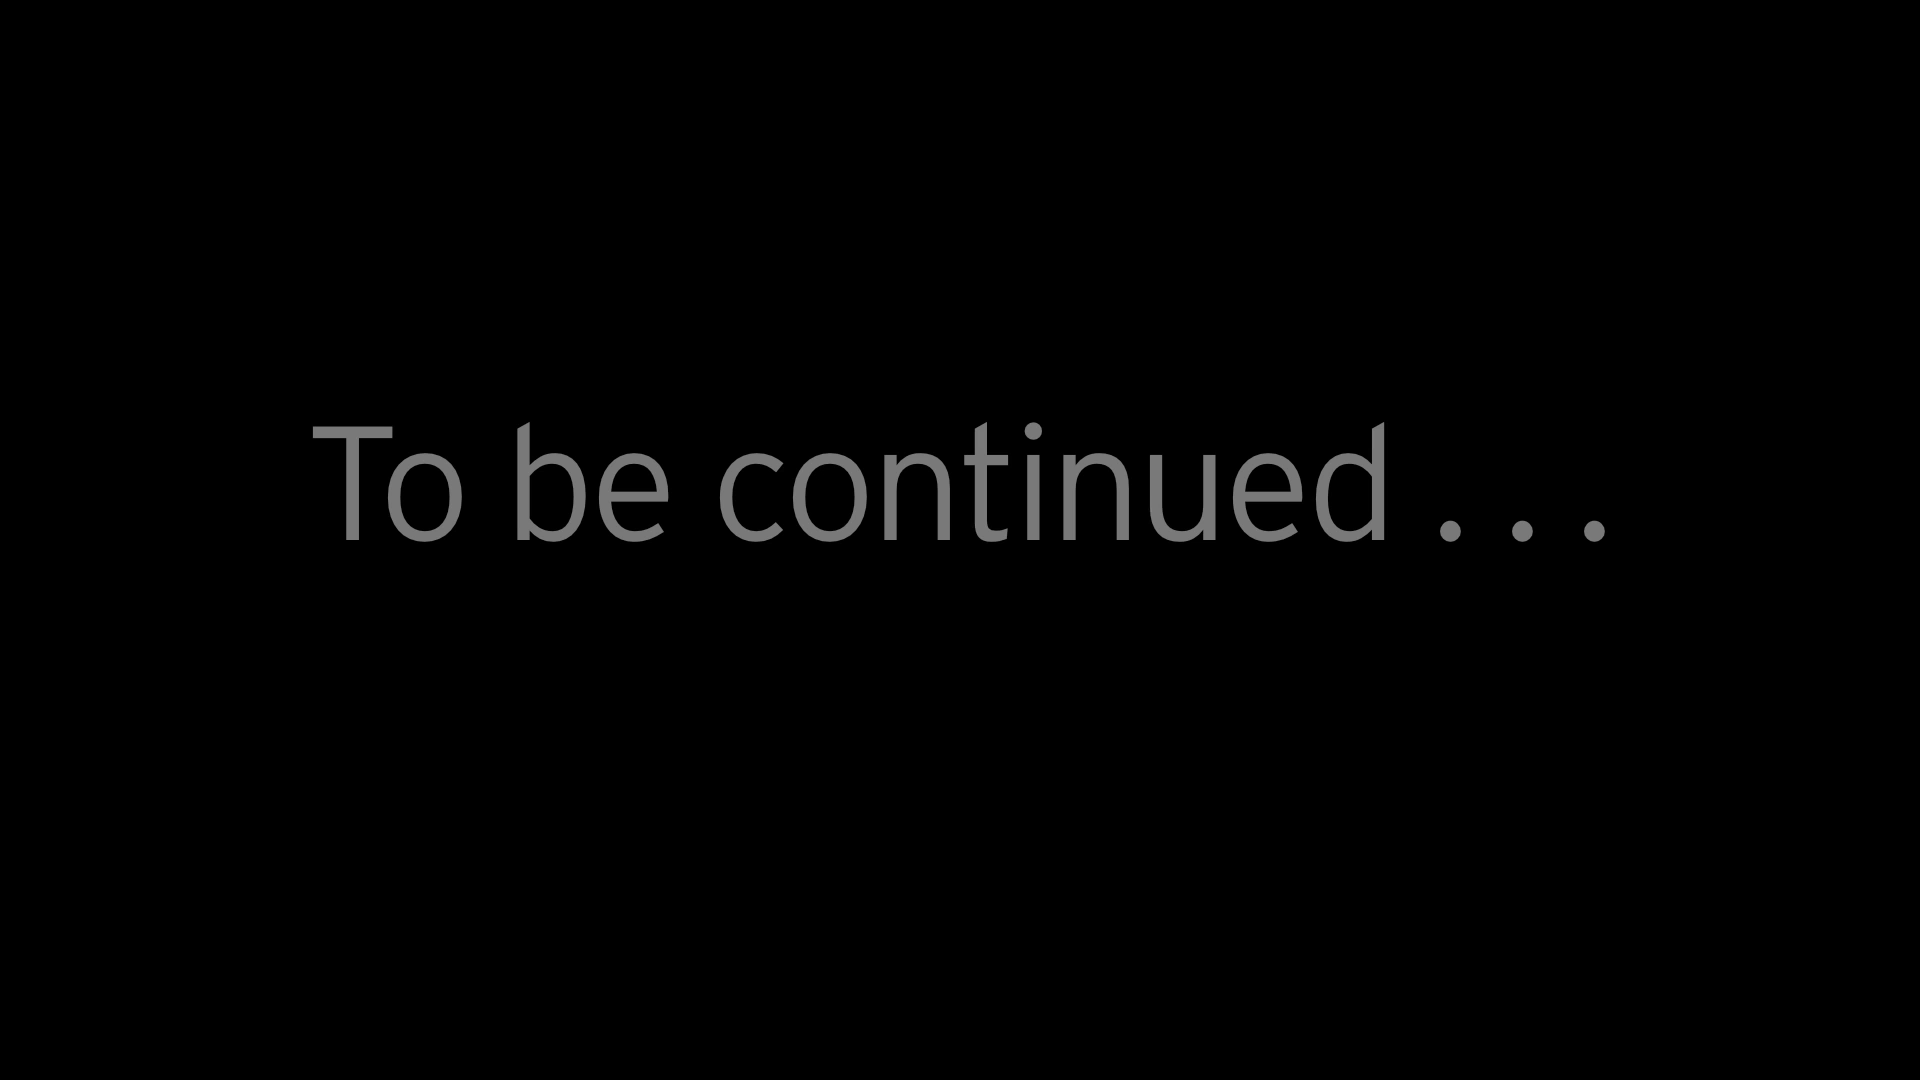 To be continued . . .